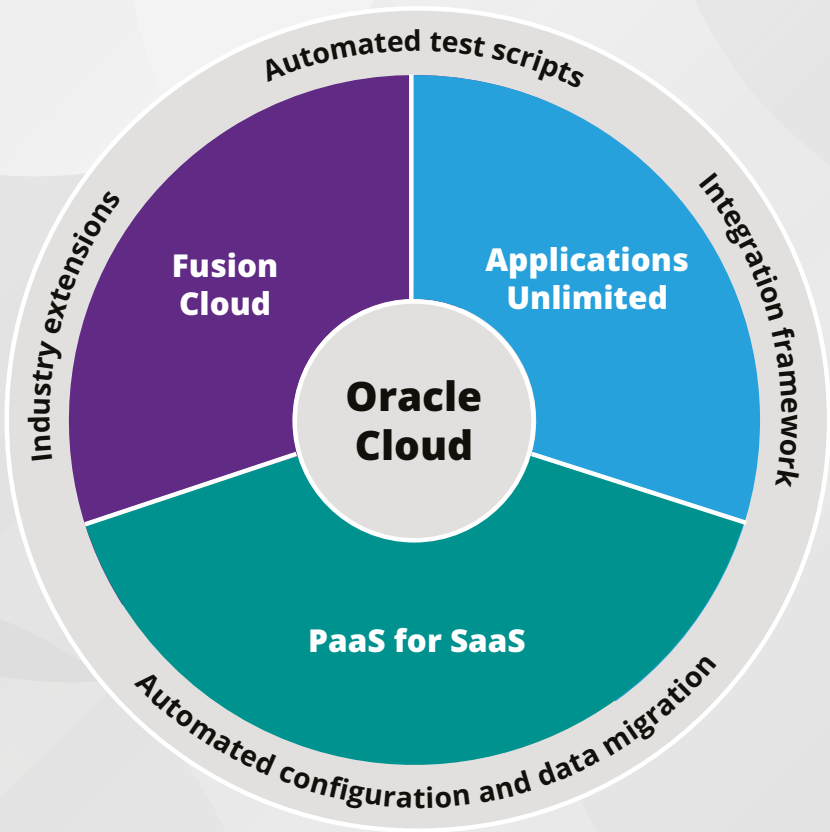 Automated test scripts
Industry extensions
Integration framework
Fusion
Cloud
Applications
Unlimited
Oracle
Cloud
PaaS for SaaS
Automated configuration and data migration